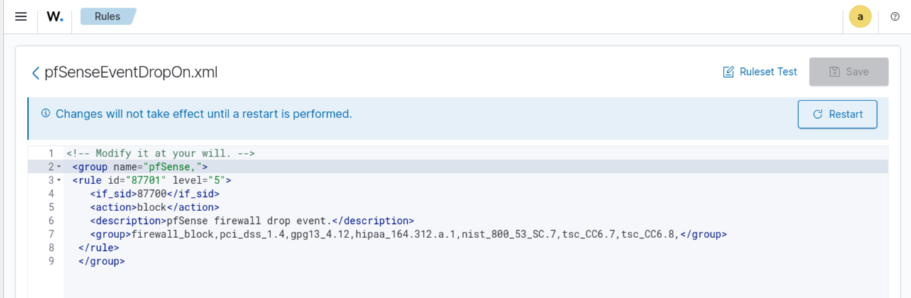 W. Rules a
pfSenseEventDropOn.xml Ruleset Test Save
Changes will not take effect until a restart is performed. Restart
1 <!-- Modify it at your will. -->
2 <group name="pfSense,">
3 <rule id="87701" level="5">
4 <if_sid>87700</if_sid>
5 <action>block</action>
6 <description>pfSense firewall drop event.</description>
7 <group>firewall_block,pci_dss_1.4,gpg13_4.12,hipaa_164.312.a.1,nist_800_53_SC.7,tsc_CC6.7,tsc_CC6.8,</group>
8 </rule>
9 </group>